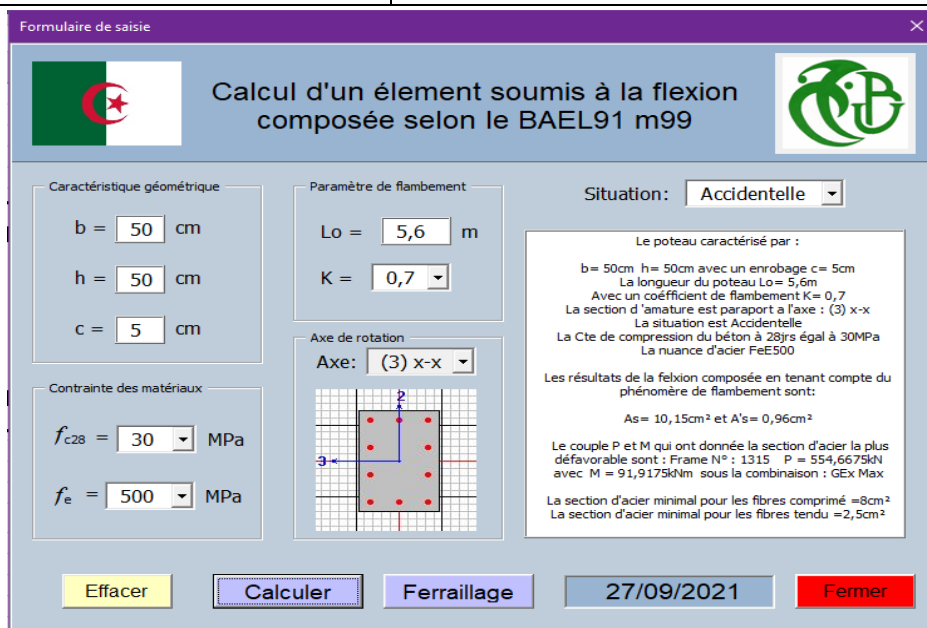 Formulaire de saisie
Calcul d'un élement soumis à la flexion
composée selon le BAEL91 m99
Caractéristique géométrique
b = 50 cm
h = 50 cm
c = 5 cm
Contrainte des matériaux
fc28 = 30 MPa
fe = 500 MPa
Paramètre de flambement
Lo = 5,6 m
K = 0,7
Axe de rotation
Axe: (3) x-x
2
3
Situation: Accidentelle
Le poteau caractérisé par :
b= 50cm h= 50cm avec un enrobage c= 5cm
La longueur du poteau Lo= 5,6m
Avec un coéfficient de flambement K= 0,7
La section d 'amature est paraport a l'axe : (3) x-x
La situation est Accidentelle
La Cte de compression du béton à 28jrs égal à 30MPa
La nuance d'acier FeE500
Les résultats de la felxion composée en tenant compte du
phénomère de flambement sont:
As= 10,15cm² et A's= 0,96cm²
Le couple P et M qui ont donnée la section d'acier la plus
défavorable sont : Frame N° : 1315 P = 554,6675kN
avec M = 91,9175kNm sous la combinaison : GEx Max
La section d'acier minimal pour les fibres comprimé =8cm²
La section d'acier minimal pour les fibres tendu =2,5cm²
Effacer
Calculer
Ferraillage
27/09/2021
Fermer